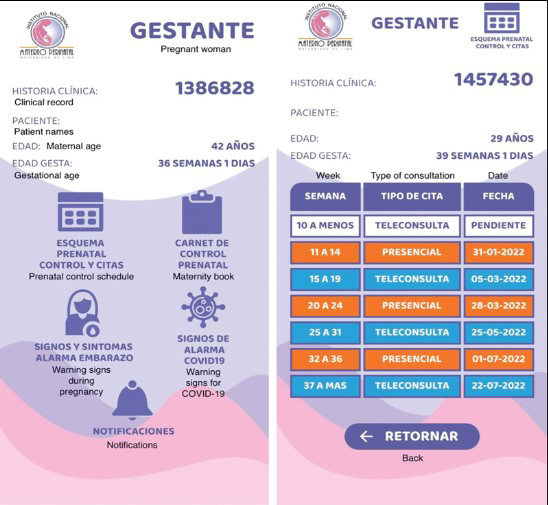 INSTITUTO NACIONAL
MATERNO PERINATAL
MATERNIDAD DE LIMA
GESTANTE
Pregnant woman
HISTORIA CLÍNICA: 1386828
Clinical record
PACIENTE:
Patient names
EDAD: Maternal age 42 AÑOS
EDAD GESTA: 36 SEMANAS 1 DIAS
Gestational age
ESQUEMA
PRENATAL
CONTROL Y CITAS
Prenatal control schedule
CARNET DE
CONTROL
PRENATAL
Maternity book
SIGNOS Y SINTOMAS
ALARMA EMBARAZO
Warning signs
during
pregnancy
SIGNOS DE
ALARMA
COVID19
Warning
signs for
COVID-19
NOTIFICACIONES
Notifications
INSTITUTO NACIONAL
MATERNO PERINATAL
MATERNIDAD DE LIMA
GESTANTE
ESQUEMA PRENATAL
CONTROL Y CITAS
HISTORIA CLÍNICA: 1457430
PACIENTE:
EDAD: 29 AÑOS
EDAD GESTA: 39 SEMANAS 1 DIAS
Week Type of consultation Date
SEMANA TIPO DE CITA FECHA
10 A MENOS TELECONSULTA PENDIENTE
11 A 14 PRESENCIAL 31-01-2022
15 A 19 TELECONSULTA 05-03-2022
20 A 24 PRESENCIAL 28-03-2022
25 A 31 TELECONSULTA 25-05-2022
32 A 36 PRESENCIAL 01-07-2022
37 A MAS TELECONSULTA 22-07-2022
← RETORNAR
Back